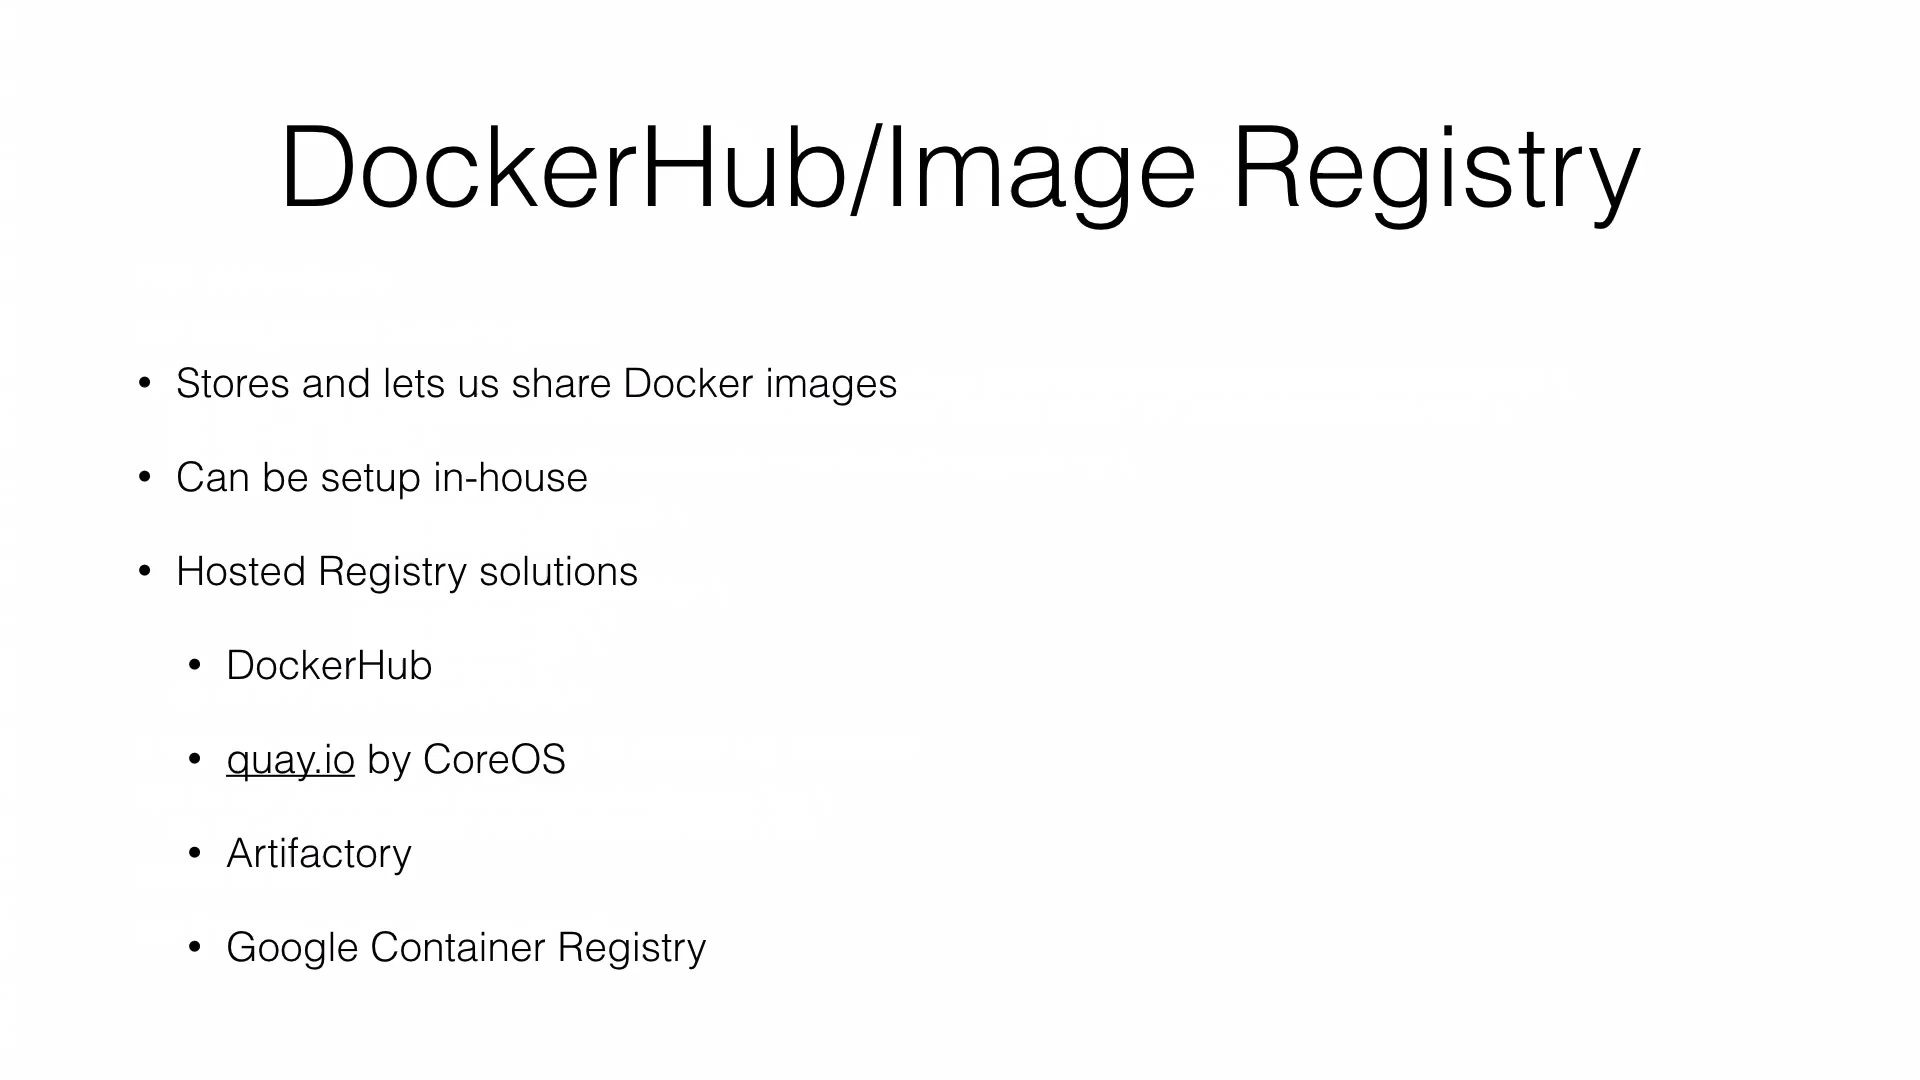 DockerHub/Image Registry
• Stores and lets us share Docker images
• Can be setup in-house
• Hosted Registry solutions
• DockerHub
• quay.io by CoreOS
• Artifactory
• Google Container Registry